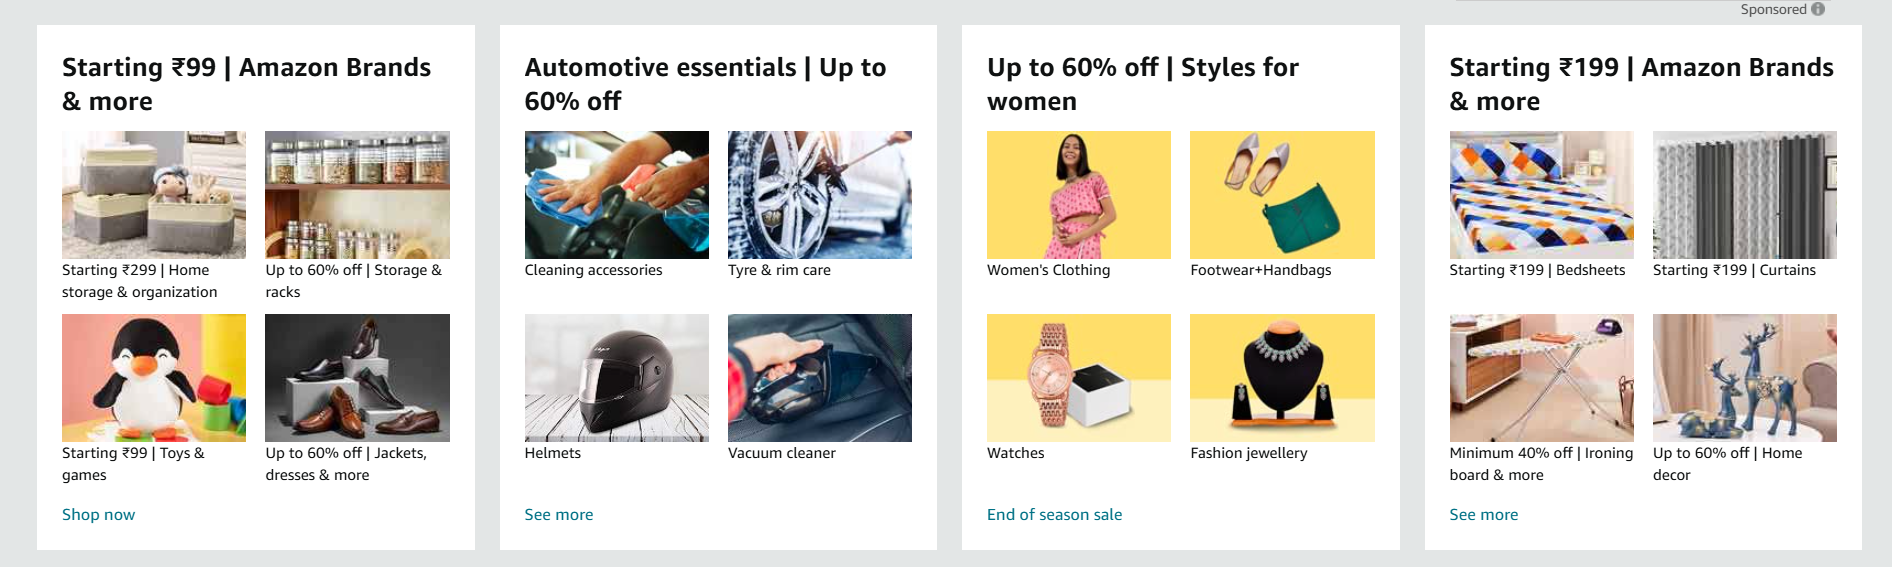 Sponsored
Starting ₹99 | Amazon Brands
& more
Starting ₹299 | Home
storage & organization
Up to 60% off | Storage &
racks
Starting ₹99 | Toys &
games
Up to 60% off | Jackets,
dresses & more
Shop now
Automotive essentials | Up to
60% off
Cleaning accessories
Tyre & rim care
Helmets
Vacuum cleaner
See more
Up to 60% off | Styles for
women
Women's Clothing
Footwear+Handbags
Watches
Fashion jewellery
End of season sale
Starting ₹199 | Amazon Brands
& more
Starting ₹199 | Bedsheets
Starting ₹199 | Curtains
Minimum 40% off | Ironing
board & more
Up to 60% off | Home
decor
See more